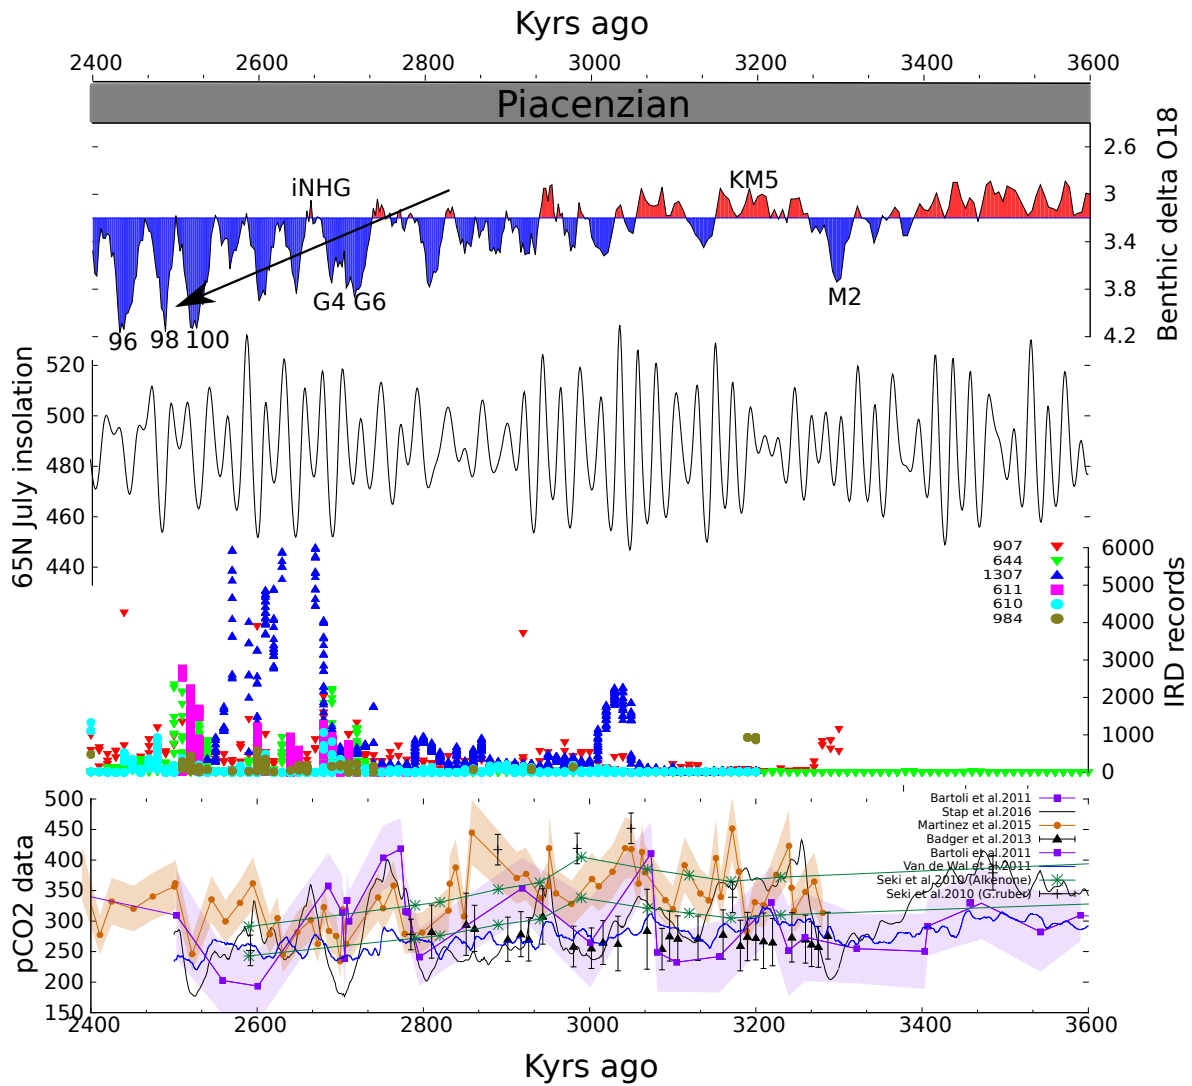 Kyrs ago
2400 2600 2800 3000 3200 3400 3600
Piacenzian
2.6
3
3.4
3.8
4.2
Benthic delta O18
iNHG
KM5
G4 G6
M2
96 98 100
520
500
480
460
440
65N July insolation
907
644
1307
611
610
984
6000
5000
4000
3000
2000
1000
0
IRD records
500
450
400
350
300
250
200
150
pCO2 data
Bartoli et al.2011
Stap et al.2016
Martinez et al.2015
Badger et al.2013
Bartoli et al.2011
Van de Wal et al.2011
Seki et al.2010 (Alkenone)
Seki et al.2010 (G.ruber)
2400 2600 2800 3000 3200 3400 3600
Kyrs ago